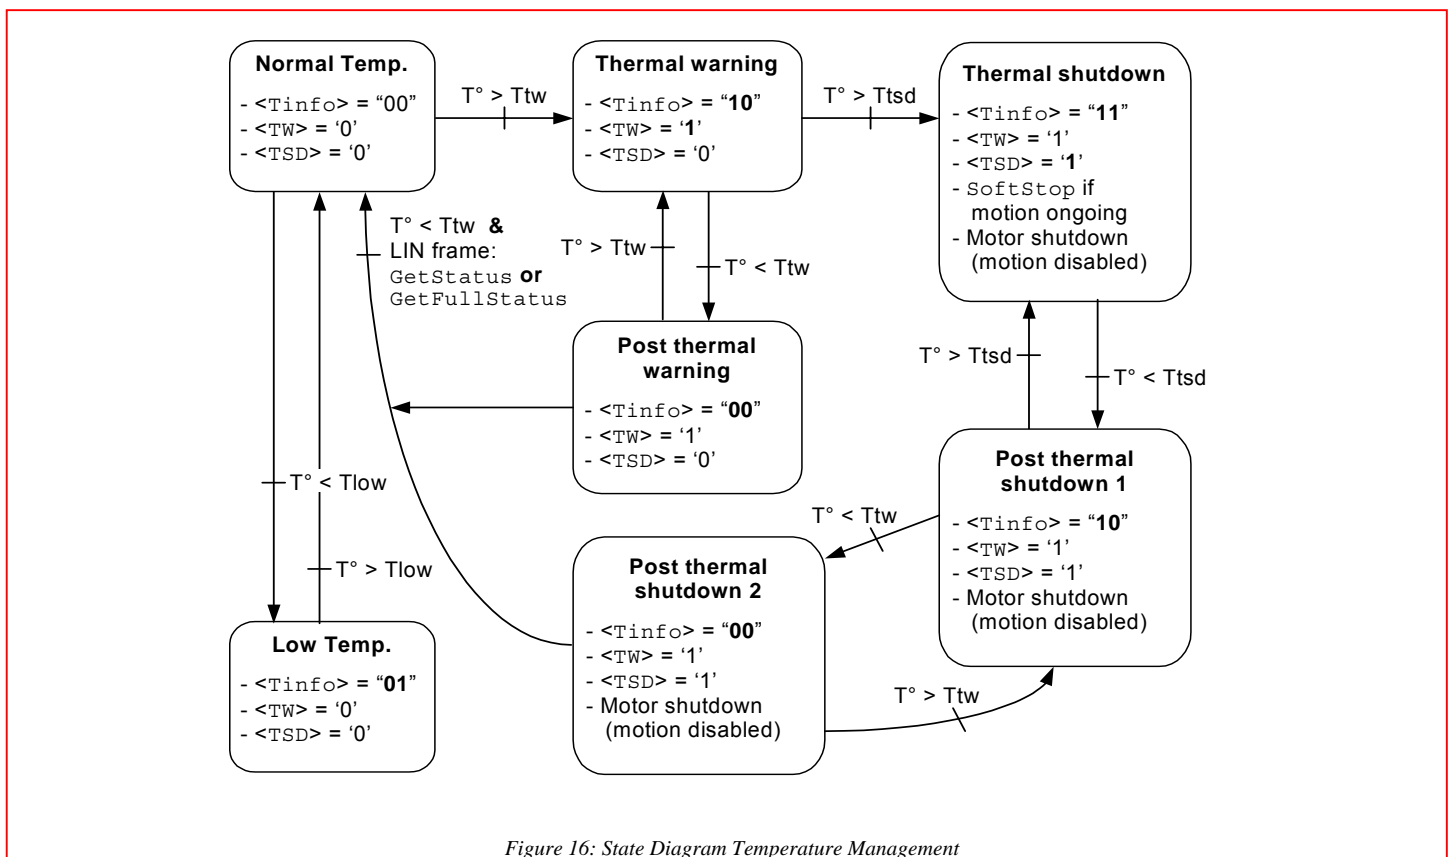 Normal Temp.
- <Tinfo> = “00”
- <TW> = ‘0’
- <TSD> = ‘0’
T° > Ttw
Thermal warning
- <Tinfo> = “10”
- <TW> = ‘1’
- <TSD> = ‘0’
T° > Ttsd
Thermal shutdown
- <Tinfo> = “11”
- <TW> = ‘1’
- <TSD> = ‘1’
- SoftStop if
motion ongoing
- Motor shutdown
(motion disabled)
T° < Ttw &
LIN frame:
GetStatus or
GetFullStatus
T° > Ttw
T° < Ttw
Post thermal
warning
- <Tinfo> = “00”
- <TW> = ‘1’
- <TSD> = ‘0’
T° > Ttsd
T° < Ttsd
T° < Tlow
T° > Tlow
Post thermal
shutdown 1
- <Tinfo> = “10”
- <TW> = ‘1’
- <TSD> = ‘1’
- Motor shutdown
(motion disabled)
T° < Ttw
Post thermal
shutdown 2
- <Tinfo> = “00”
- <TW> = ‘1’
- <TSD> = ‘1’
- Motor shutdown
(motion disabled)
T° > Ttw
Low Temp.
- <Tinfo> = “01”
- <TW> = ‘0’
- <TSD> = ‘0’
Figure 16: State Diagram Temperature Management